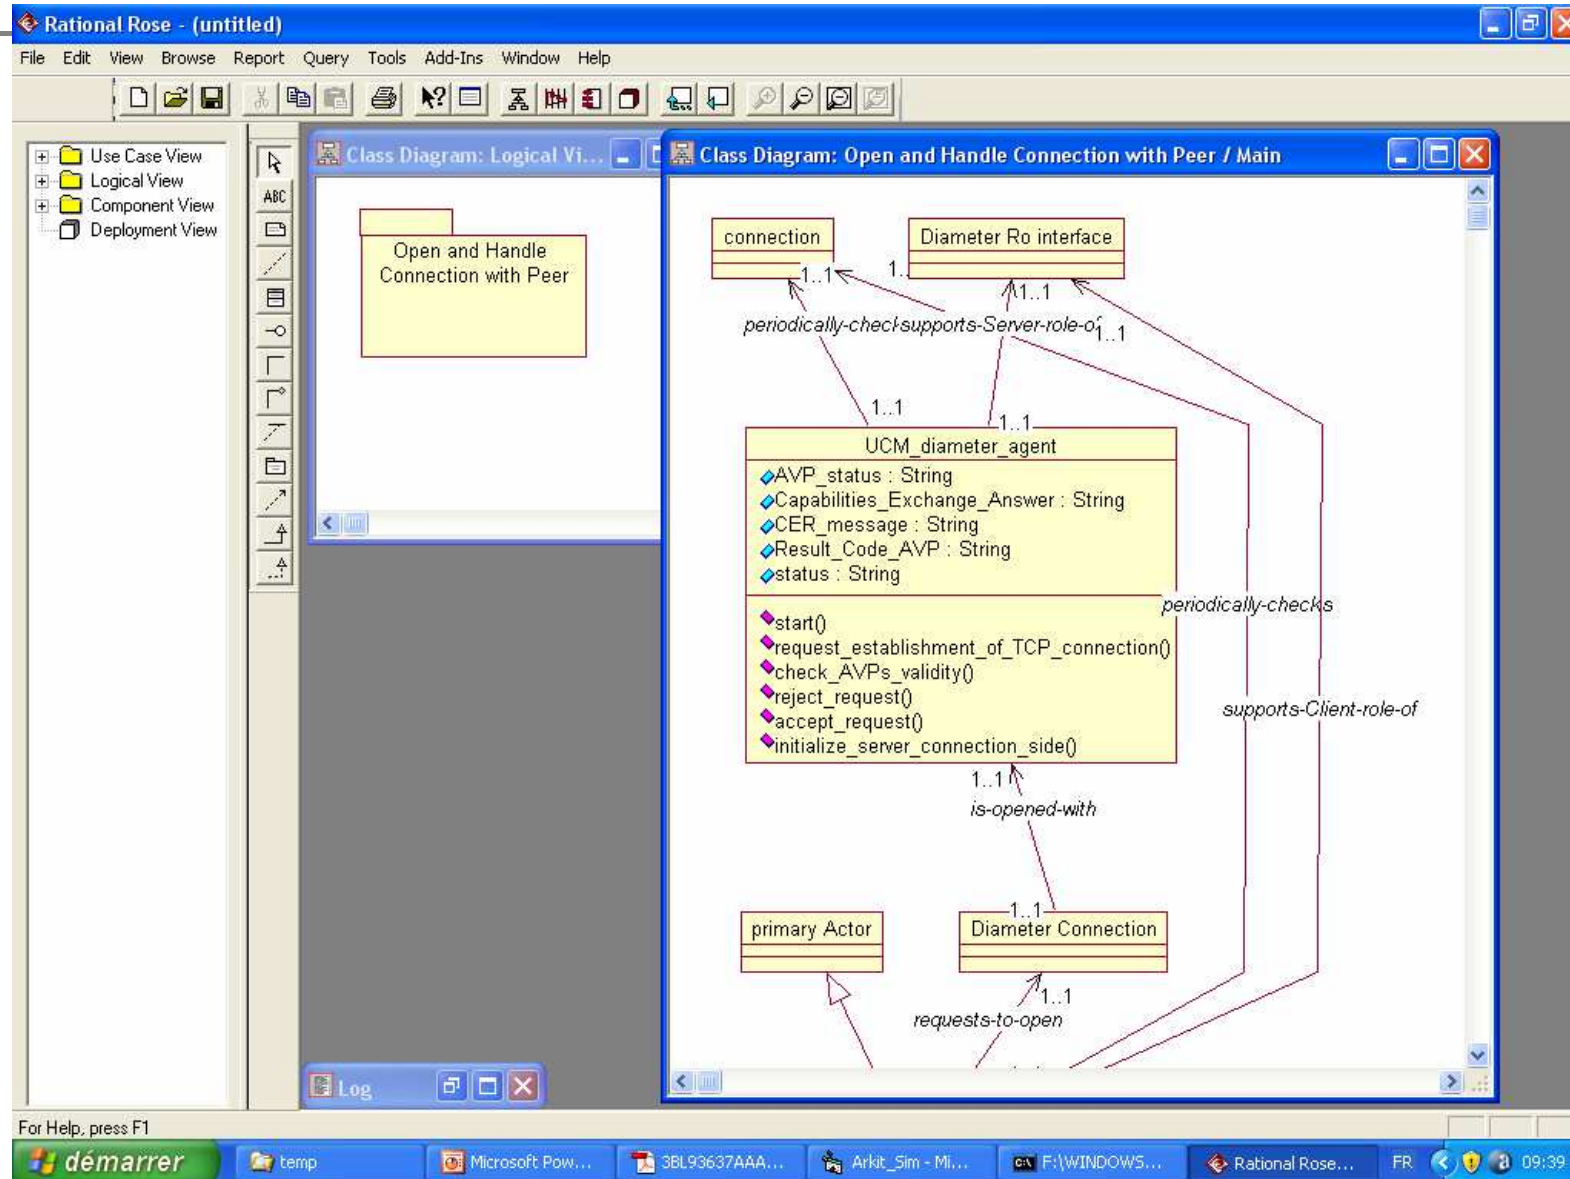 Rational Rose - (untitled)
File Edit View Browse Report Query Tools Add-Ins Window Help
Use Case View
Logical View
Component View
Deployment View
ABC
Class Diagram: Logical Vi...
Open and Handle
Connection with Peer
Class Diagram: Open and Handle Connection with Peer / Main
connection
Diameter Ro interface
1..1
1..
1..1
periodically-check
supports-Server-role-of
1..1
1..1
1..1
UCM_diameter_agent
AVP_status : String
Capabilities_Exchange_Answer : String
CER_message : String
Result_Code_AVP : String
status : String
start()
request_establishment_of_TCP_connection()
check_AVPs_validity()
reject_request()
accept_request()
initialize_server_connection_side()
periodically-checks
supports-Client-role-of
1..1
is-opened-with
1..1
primary Actor
Diameter Connection
1..1
requests-to-open
Log
For Help, press F1
démarrer
temp
Microsoft Pow...
3BL93637AAA...
Arkit_Sim - Mi...
F:\WINDOWS...
Rational Rose...
FR
09:39